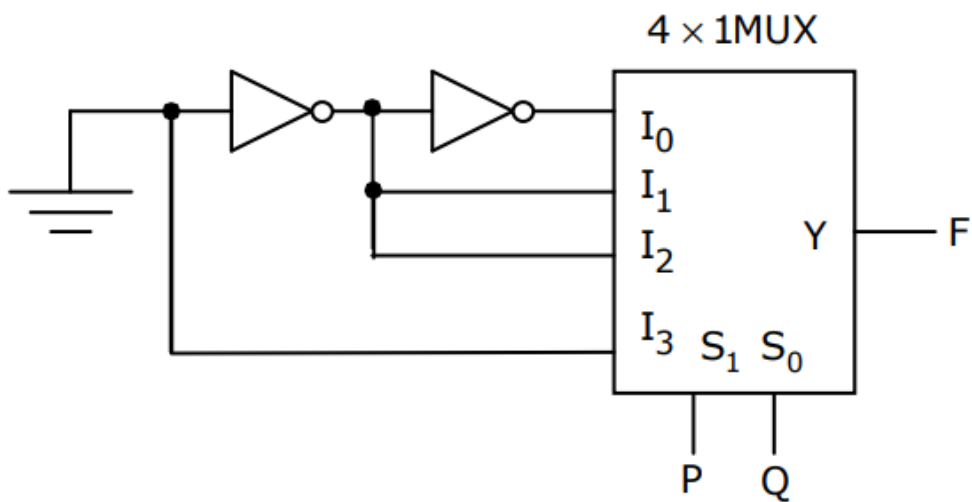 4 × 1MUX
I₀
I₁
Y F
I₂
I₃ S₁ S₀
P Q